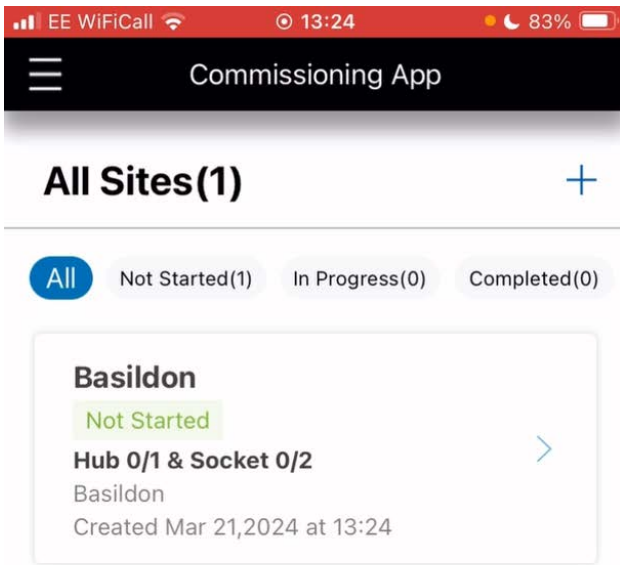 EE WiFiCall 13:24 83%
Commissioning App
All Sites(1)
All Not Started(1) In Progress(0) Completed(0)
Basildon
Not Started
Hub 0/1 & Socket 0/2
Basildon
Created Mar 21,2024 at 13:24